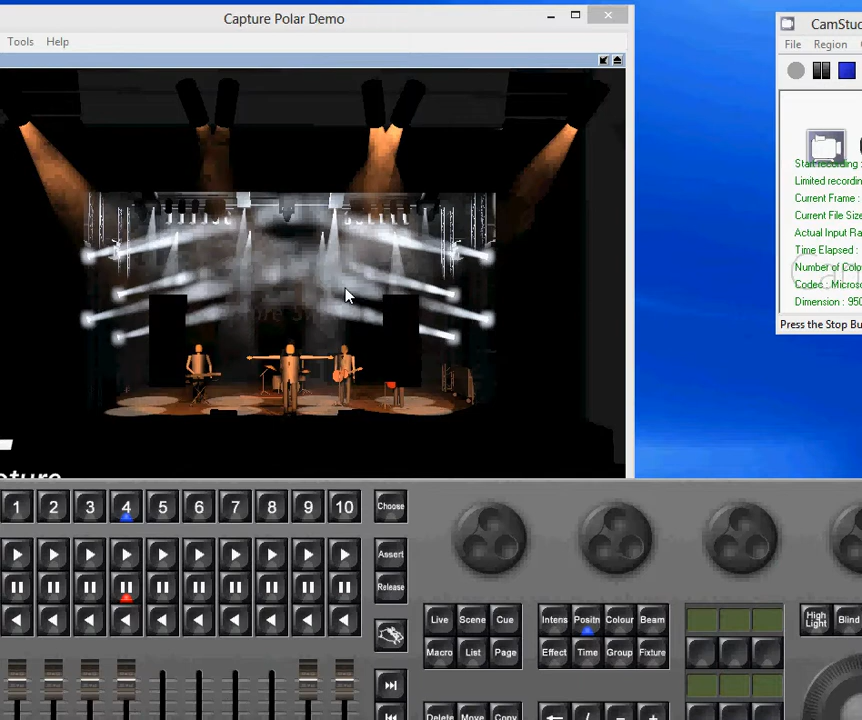 Capture Polar Demo
CamStud
Tools Help
File Region
Start recording :
Limited recordin
Current Frame :
Current File Size
Actual Input Ra
Time Elapsed :
Number of Colo
Codec : Microso
Dimension : 950
Press the Stop Bu
1 2 3 4 5 6 7 8 9 10 Choose
Assert
Release
Live Scene Cue Intens Positn Colour Beam High Light Blind
Macro List Page Effect Time Group Fixture
Delete Move Copy